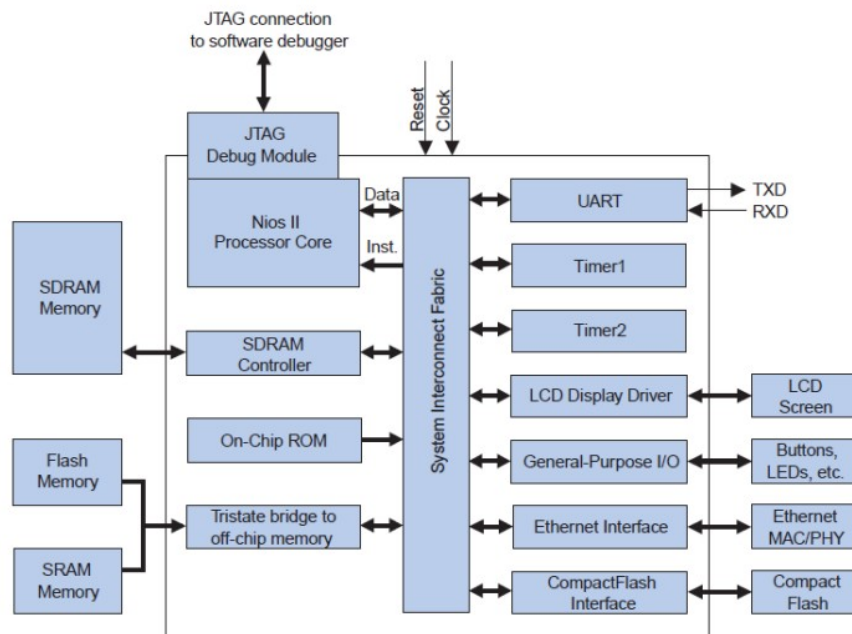 JTAG connection
to software debugger
Reset
Clock
JTAG
Debug Module
Nios II
Processor Core
Data
Inst.
SDRAM
Memory
SDRAM
Controller
On-Chip ROM
Flash
Memory
SRAM
Memory
Tristate bridge to
off-chip memory
System Interconnect Fabric
UART
TXD
RXD
Timer1
Timer2
LCD Display Driver
LCD
Screen
General-Purpose I/O
Buttons,
LEDs, etc.
Ethernet Interface
Ethernet
MAC/PHY
CompactFlash
Interface
Compact
Flash